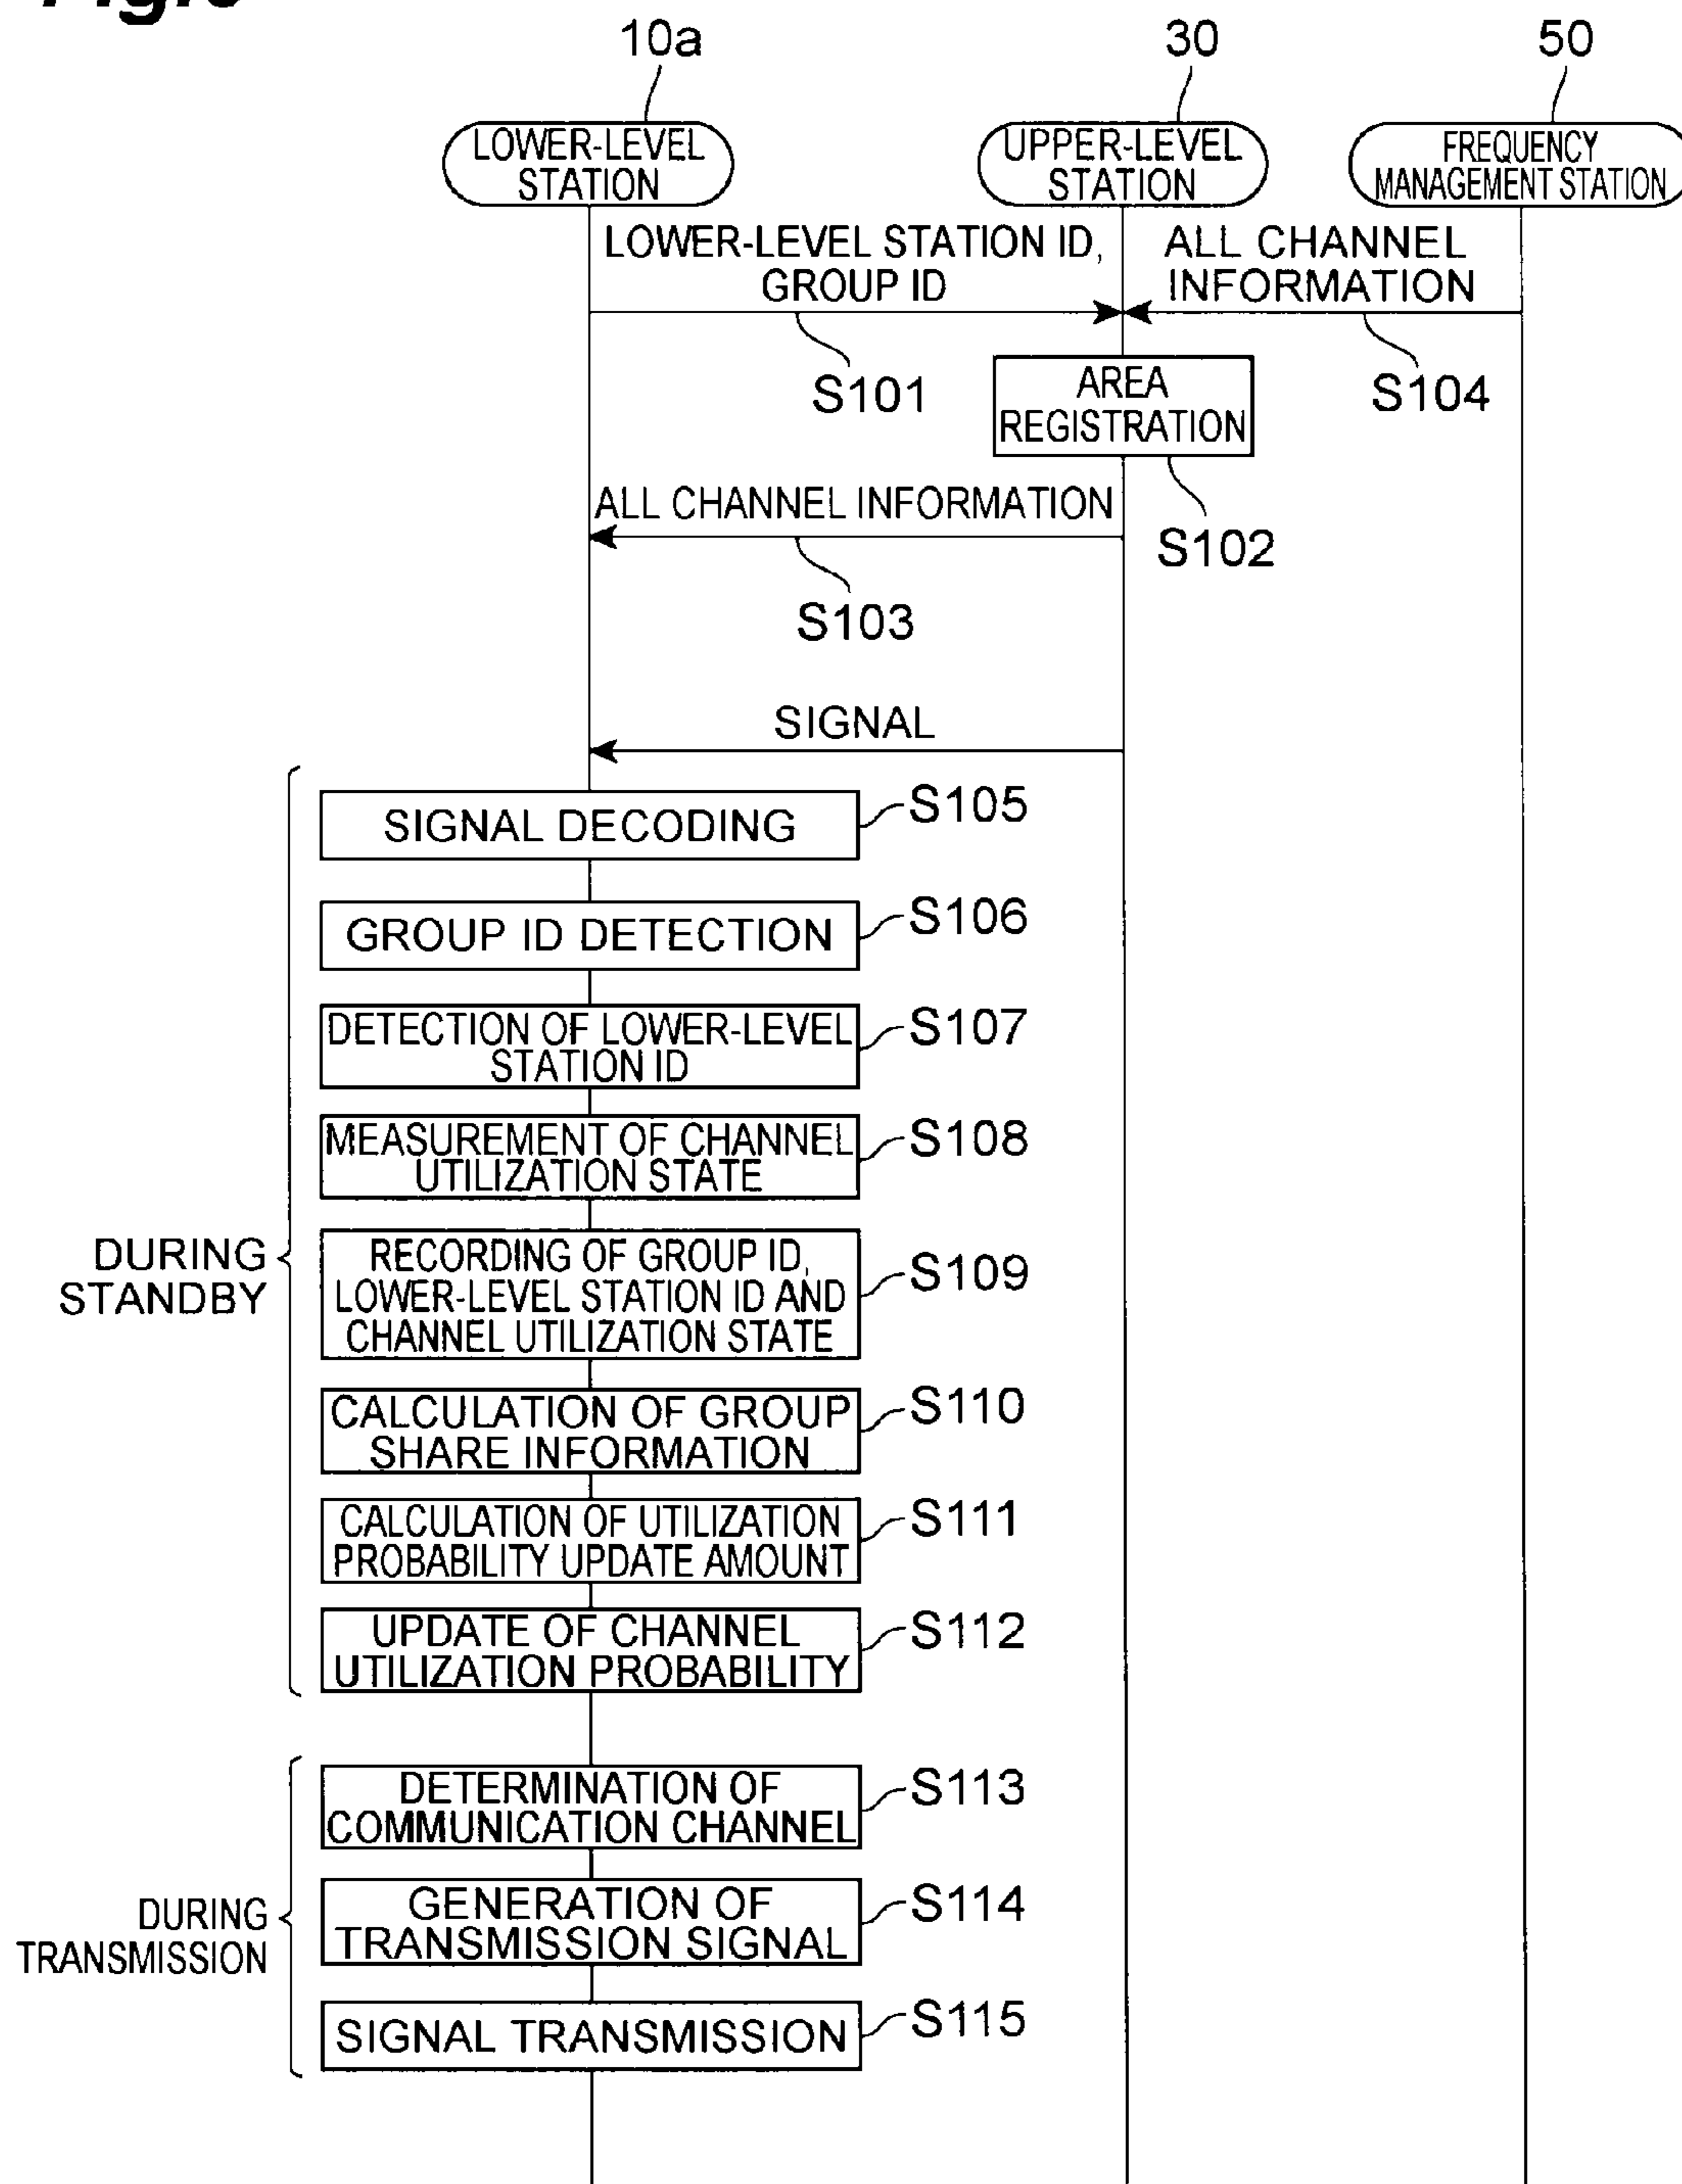 10a
30
50
LOWER-LEVEL
STATION
UPPER-LEVEL
STATION
FREQUENCY
MANAGEMENT STATION
LOWER-LEVEL STATION ID,
GROUP ID
ALL CHANNEL
INFORMATION
S101
S104
AREA
REGISTRATION
S102
ALL CHANNEL INFORMATION
S103
SIGNAL
DURING
STANDBY
SIGNAL DECODING
S105
GROUP ID DETECTION
S106
DETECTION OF LOWER-LEVEL
STATION ID
S107
MEASUREMENT OF CHANNEL
UTILIZATION STATE
S108
RECORDING OF GROUP ID,
LOWER-LEVEL STATION ID AND
CHANNEL UTILIZATION STATE
S109
CALCULATION OF GROUP
SHARE INFORMATION
S110
CALCULATION OF UTILIZATION
PROBABILITY UPDATE AMOUNT
S111
UPDATE OF CHANNEL
UTILIZATION PROBABILITY
S112
DURING
TRANSMISSION
DETERMINATION OF
COMMUNICATION CHANNEL
S113
GENERATION OF
TRANSMISSION SIGNAL
S114
SIGNAL TRANSMISSION
S115